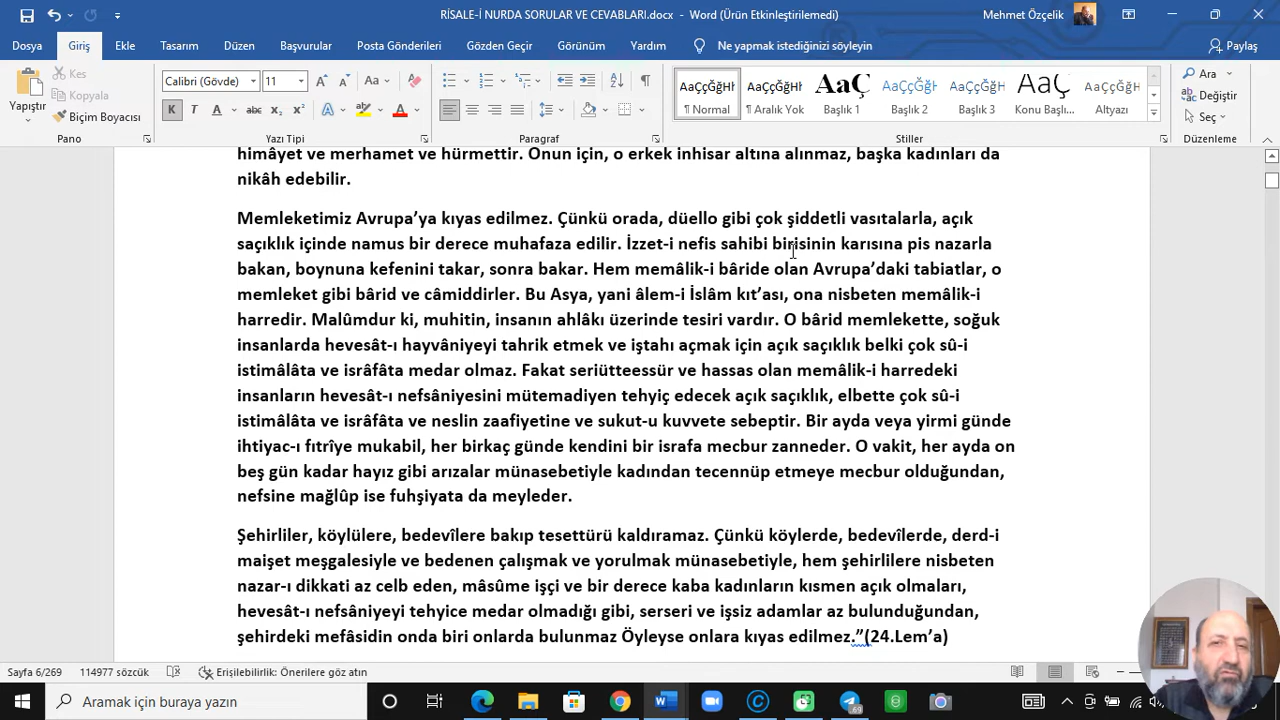 RİSALE-İ NURDA SORULAR VE CEVABLARI.docx - Word (Ürün Etkinleştirilemedi)
Mehmet Özçelik
Dosya Giriş Ekle Tasarım Düzen Başvurular Posta Gönderileri Gözden Geçir Görünüm Yardım Ne yapmak istediğinizi söyleyin Paylaş
Yapıştır
Kes
Kopyala
Biçim Boyacısı
Calibri (Gövde) 11
K T A abc x₂ x²
AaÇçĞğHł AaÇçĞğHł AaÇ AaÇçĞğł AaÇçĞğH AaÇçĞğH AaÇçĞğH
¶ Normal ¶ Aralık Yok Başlık 1 Başlık 2 Başlık 3 Konu Başlı... Altyazı
Ara
Değiştir
Seç
Pano Yazı Tipi Paragraf Stiller Düzenleme
himâyet ve merhamet ve hürmettir. Onun için, o erkek inhisar altına alınmaz, başka kadınları da
nikâh edebilir.
Memleketimiz Avrupa’ya kıyas edilmez. Çünkü orada, düello gibi çok şiddetli vasıtalarla, açık
saçıklık içinde namus bir derece muhafaza edilir. İzzet-i nefis sahibi birisinin karısına pis nazarla
bakan, boynuna kefenini takar, sonra bakar. Hem memâlik-i bâride olan Avrupa’daki tabiatlar, o
memleket gibi bârid ve câmiddirler. Bu Asya, yani âlem-i İslâm kıt’ası, ona nisbeten memâlik-i
harredir. Malûmdur ki, muhitin, insanın ahlâkı üzerinde tesiri vardır. O bârid memlekette, soğuk
insanlarda hevesât-ı hayvâniyeyi tahrik etmek ve iştahı açmak için açık saçıklık belki çok sû-i
istimâlâta ve isrâfâta medar olmaz. Fakat seriütteessür ve hassas olan memâlik-i harredeki
insanların hevesât-ı nefsâniyesini mütemadiyen tehyiç edecek açık saçıklık, elbette çok sû-i
istimâlâta ve isrâfâta ve neslin zaafiyetine ve sukut-u kuvvete sebeptir. Bir ayda veya yirmi günde
ihtiyac-ı fıtrîye mukabil, her birkaç günde kendini bir israfa mecbur zanneder. O vakit, her ayda on
beş gün kadar hayız gibi arızalar münasebetiyle kadından tecennüp etmeye mecbur olduğundan,
nefsine mağlûp ise fuhşiyata da meyleder.
Şehirliler, köylülere, bedevîlere bakıp tesettürü kaldıramaz. Çünkü köylerde, bedevîlerde, derd-i
maişet meşgalesiyle ve bedenen çalışmak ve yorulmak münasebetiyle, hem şehirlilere nisbeten
nazar-ı dikkati az celb eden, mâsûme işçi ve bir derece kaba kadınların kısmen açık olmaları,
hevesât-ı nefsâniyeyi tehyice medar olmadığı gibi, serseri ve işsiz adamlar az bulunduğundan,
şehirdeki mefâsidin onda biri onlarda bulunmaz Öyleyse onlara kıyas edilmez.”(24.Lem’a)
Sayfa 6/269 114977 sözcük Erişilebilirlik: Önerilere göz atın
Aramak için buraya yazın
69